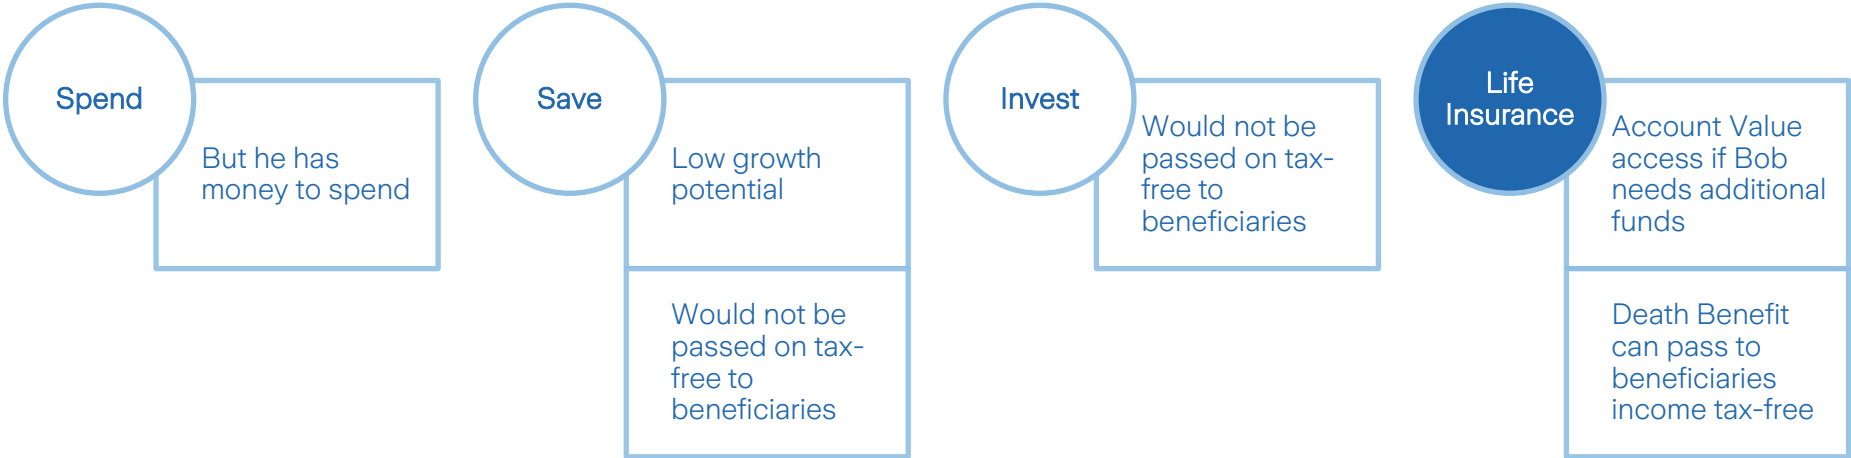 Spend
But he has
money to spend
Save
Low growth
potential
Would not be
passed on tax-
free to
beneficiaries
Invest
Would not be
passed on tax-
free to
beneficiaries
Life
Insurance
Account Value
access if Bob
needs additional
funds
Death Benefit
can pass to
beneficiaries
income tax-free